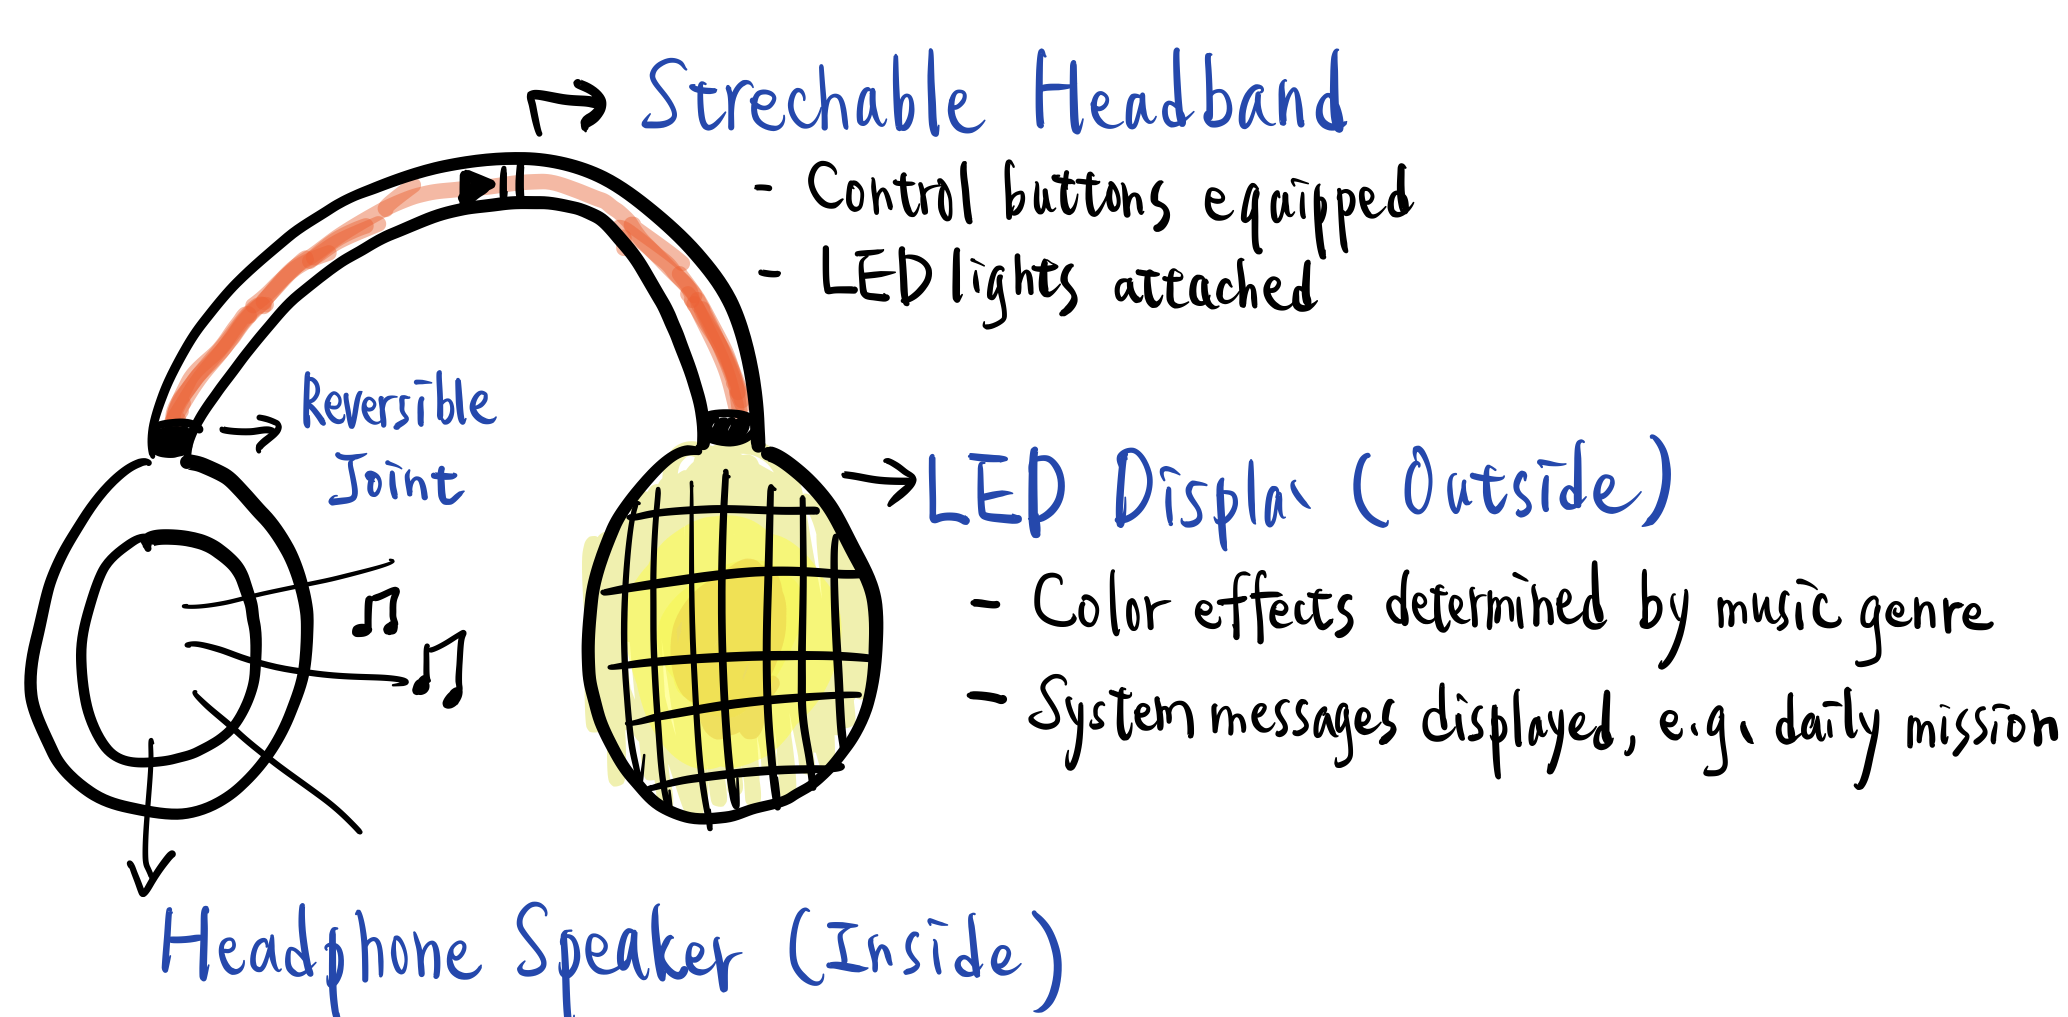 Strechable Headband
- Control buttons equipped
- LED lights attached
Reversible
Joint
LED Display (Outside)
- Color effects determined by music genre
- System messages displayed, e.g. daily mission
Headphone Speaker (Inside)